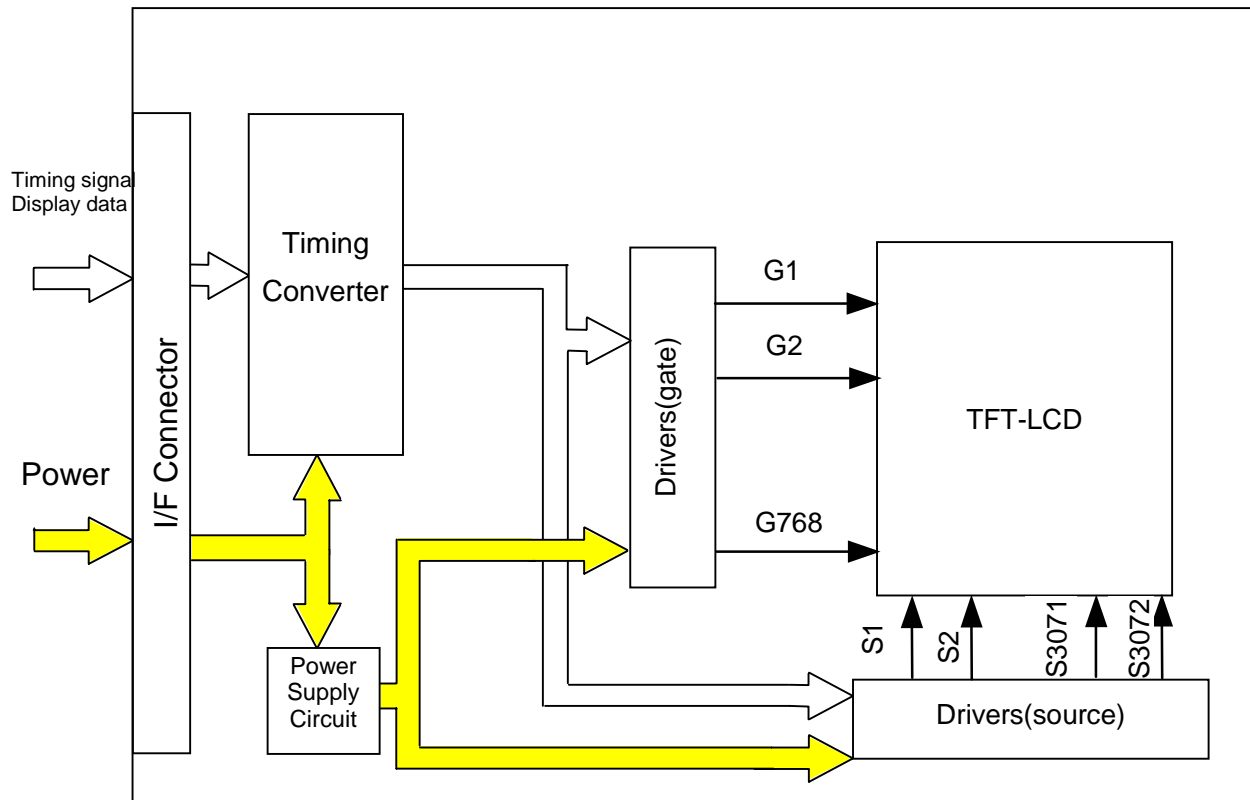 Timing signal
Display data
Power
I/F Connector
Timing
Converter
Power
Supply
Circuit
Drivers(gate)
G1
G2
G768
TFT-LCD
S1
S2
S3071
S3072
Drivers(source)